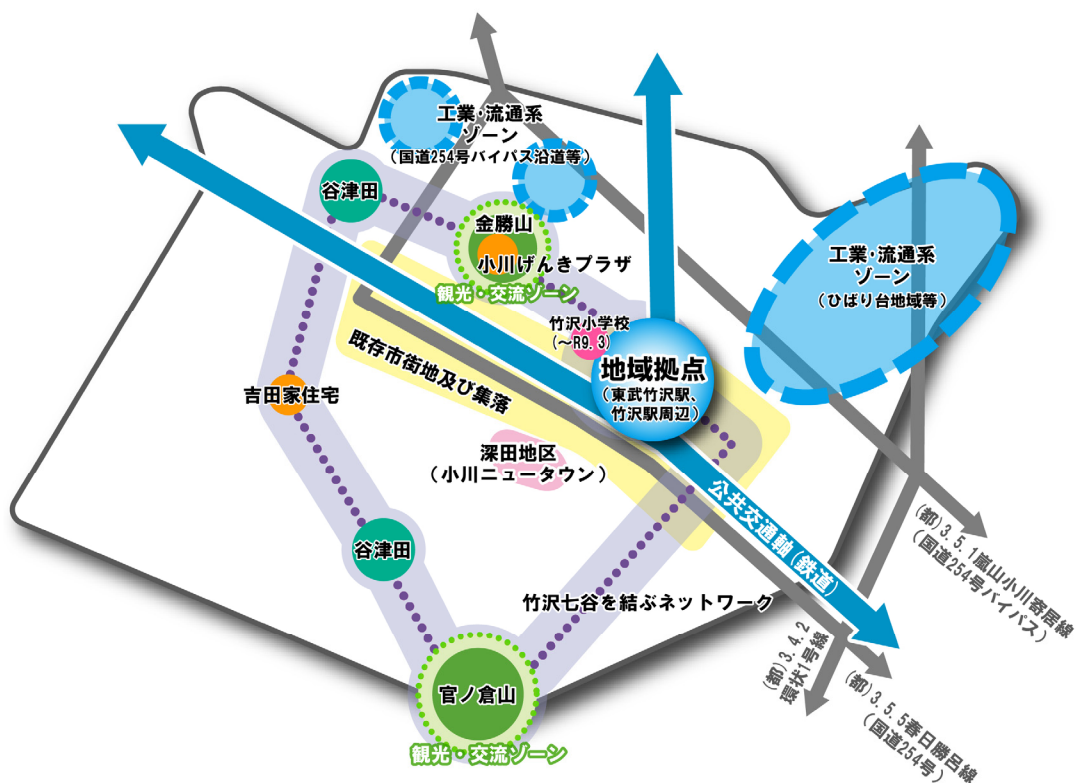 工業・流通系
ゾーン
(国道254号バイパス沿道等)
谷津田
金勝山
小川げんきプラザ
観光・交流ゾーン
工業・流通系
ゾーン
(ひばり台地域等)
竹沢小学校
(～R9.3)
地域拠点
(東武竹沢駅、
竹沢駅周辺)
既存市街地及び集落
吉田家住宅
深田地区
(小川ニュータウン)
公共交通軸(鉄道)
谷津田
竹沢七谷を結ぶネットワーク
(都)3.5.1嵐山小川寄居線
(国道254号バイパス)
(都)3.4.2
環状1号線
(都)3.5.5春日勝呂線
(国道254号)
官ノ倉山
観光・交流ゾーン